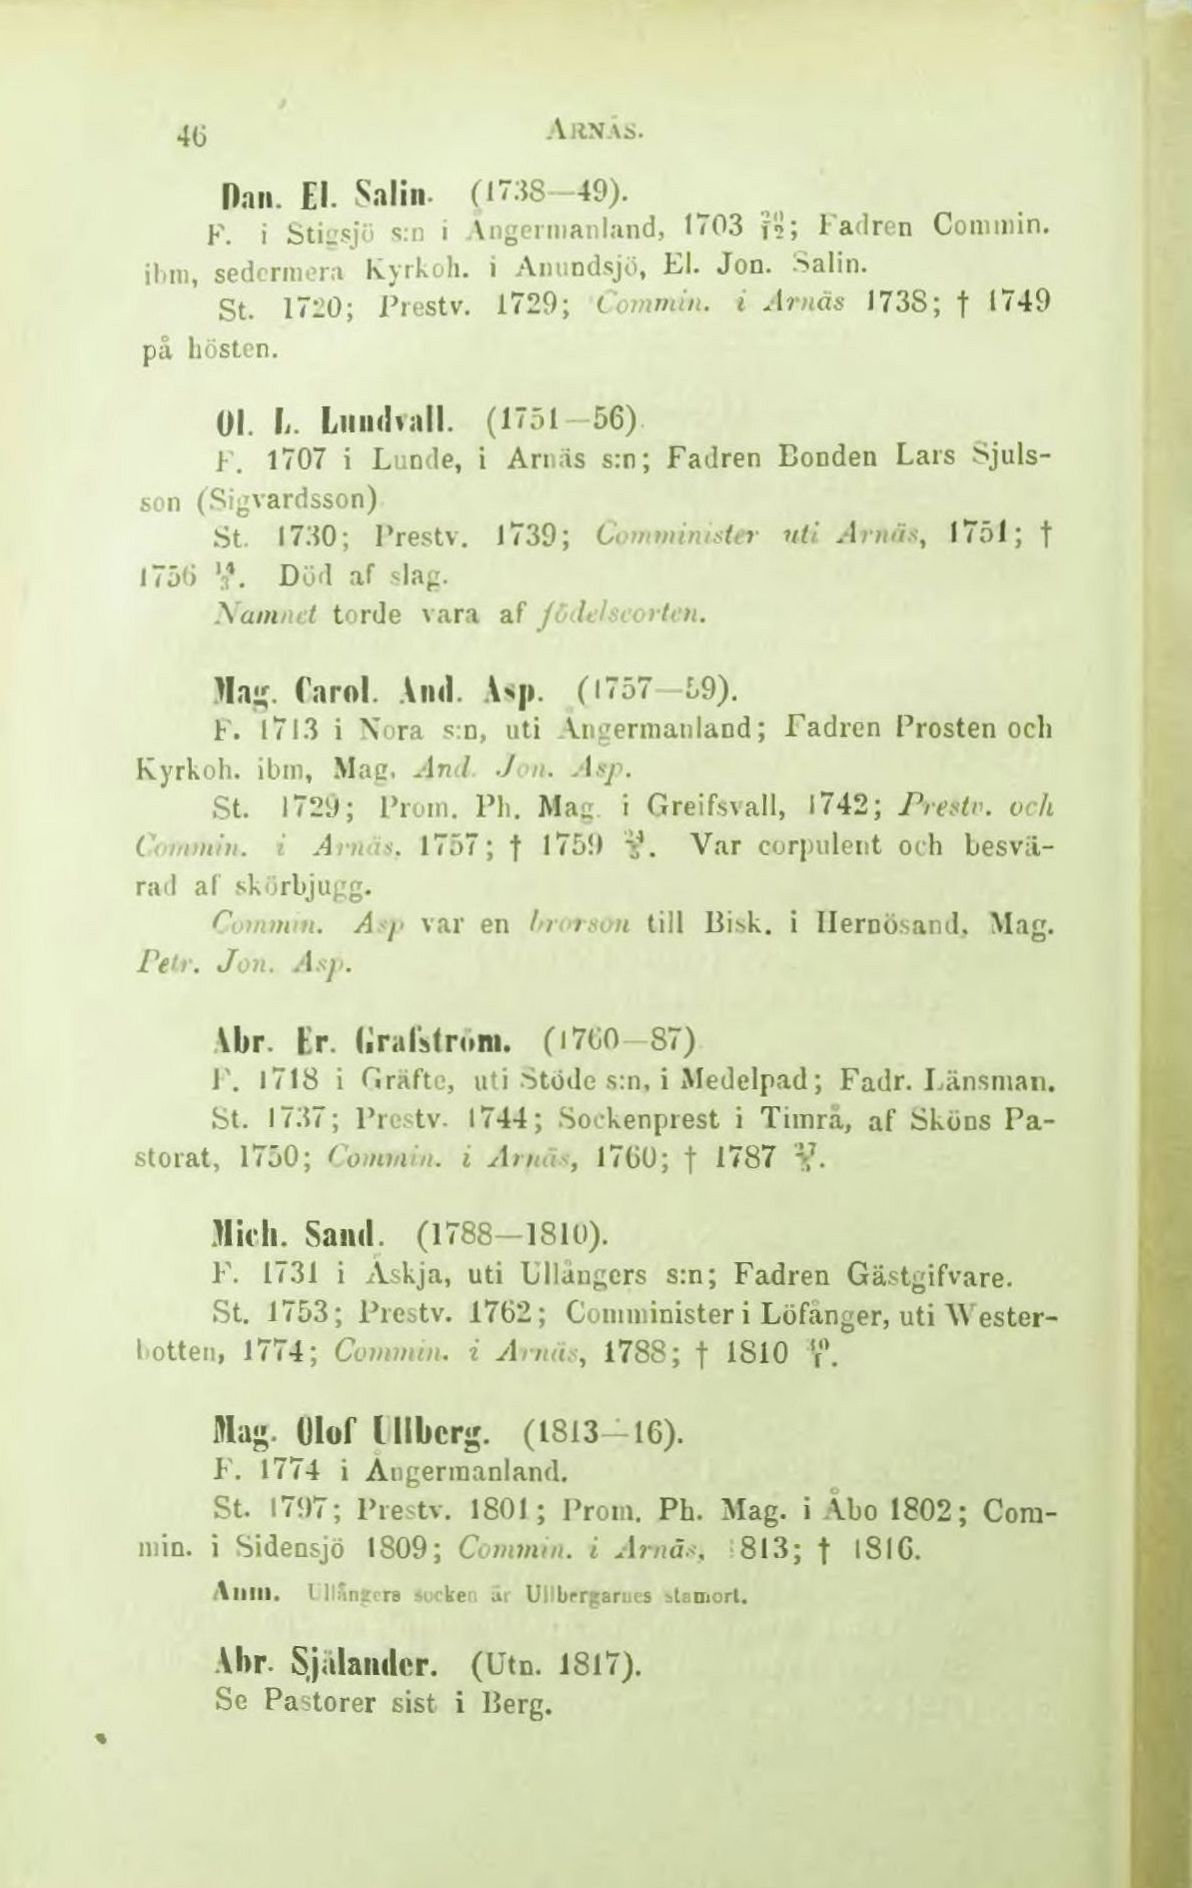 46 ARNÄS.
Dan. El. Salin. (1738—49).
F. i Stigsjö s:n i Ångermanland, 1703 20/12; Fadren Commin.
ibm, sedermera Kyrkoh. i Anundsjö, El. Jon. Salin.
St. 1720; Prestv. 1729; Commin. i Arnäs 1738; † 1749
på hösten.
Ol. L. Lundvall. (1751—56)
F. 1707 i Lunde, i Arnäs s:n; Fadren Bonden Lars Sjuls-
son (Sigvardsson)
St. 1730; Prestv. 1739; Comminister uti Arnäs, 1751; †
1756 14/3. Död af slag.
Namnet torde vara af födelseorten.
Mag. Carol. And. Asp. (1757—59).
F. 1713 i Nora s:n, uti Ångermanland; Fadren Prosten och
Kyrkoh. ibm, Mag. And. Jon. Asp.
St. 1729; Prom. Ph. Mag. i Greifsvall, 1742; Prestv. och
Commin. i Arnäs, 1757; † 1759. Var corpulent och besvä-
rad af skörbjugg.
Commin. Asp var en brorson till Bisk. i Hernösand, Mag.
Petr. Jon. Asp.
Abr. Er. Grafström. (1760—87)
F. 1718 i Gräfte, uti Stöde s:n, i Medelpad; Fadr. Länsman.
St. 1737; Prestv. 1744; Sockenprest i Timrå, af Sköns Pa-
storat, 1750; Commin. i Arnäs, 1760; † 1787.
Mich. Sand. (1788—1810).
F. 1731 i Äskja, uti Ullångers s:n; Fadren Gästgifvare.
St. 1753; Prestv. 1762; Comminister i Löfånger, uti Wester-
botten, 1774; Commin. i Arnäs, 1788; † 1810.
Mag. Olof Ullberg. (1813—16).
F. 1774 i Ångermanland.
St. 1797; Prestv. 1801; Prom. Ph. Mag. i Åbo 1802; Com-
min. i Sidensjö 1809; Commin. i Arnäs, 1813; † 1816.
Anm. Ullångers socken är Ullbergarnes stamort.
Abr. Själander. (Utn. 1817).
Se Pastorer sist i Berg.